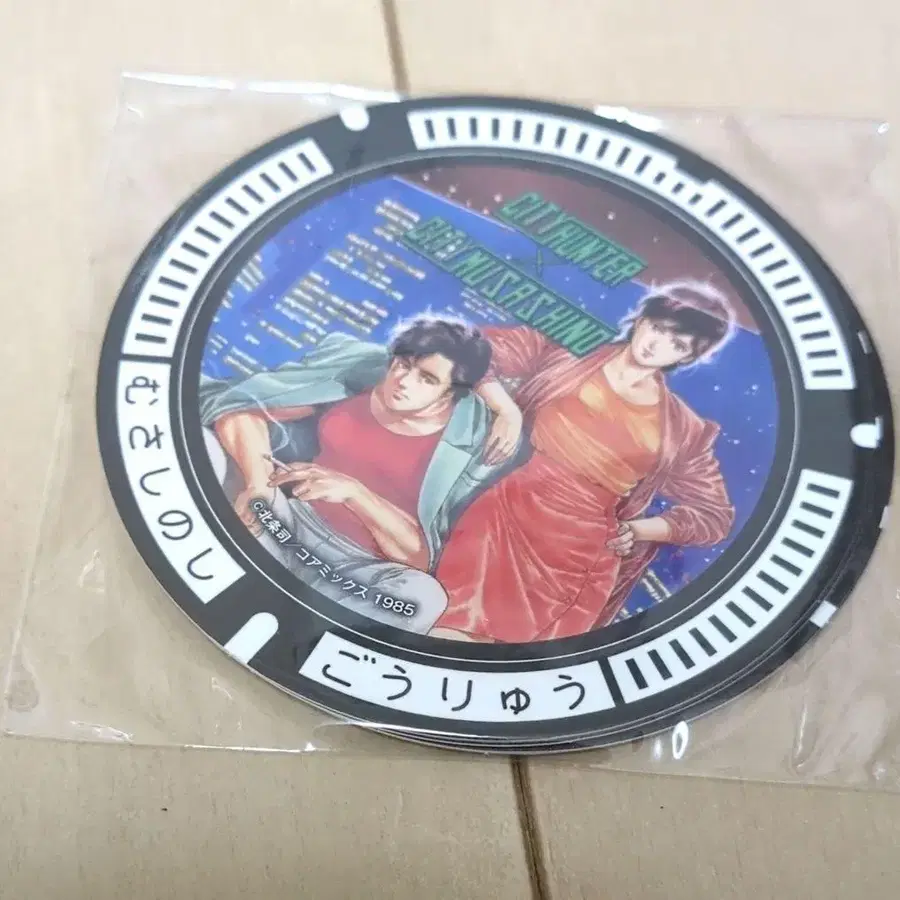 CITY HUNTER
×
CITY MUSASHINO
©北条司／コアミックス 1985
むさしのし
ごうりゅう